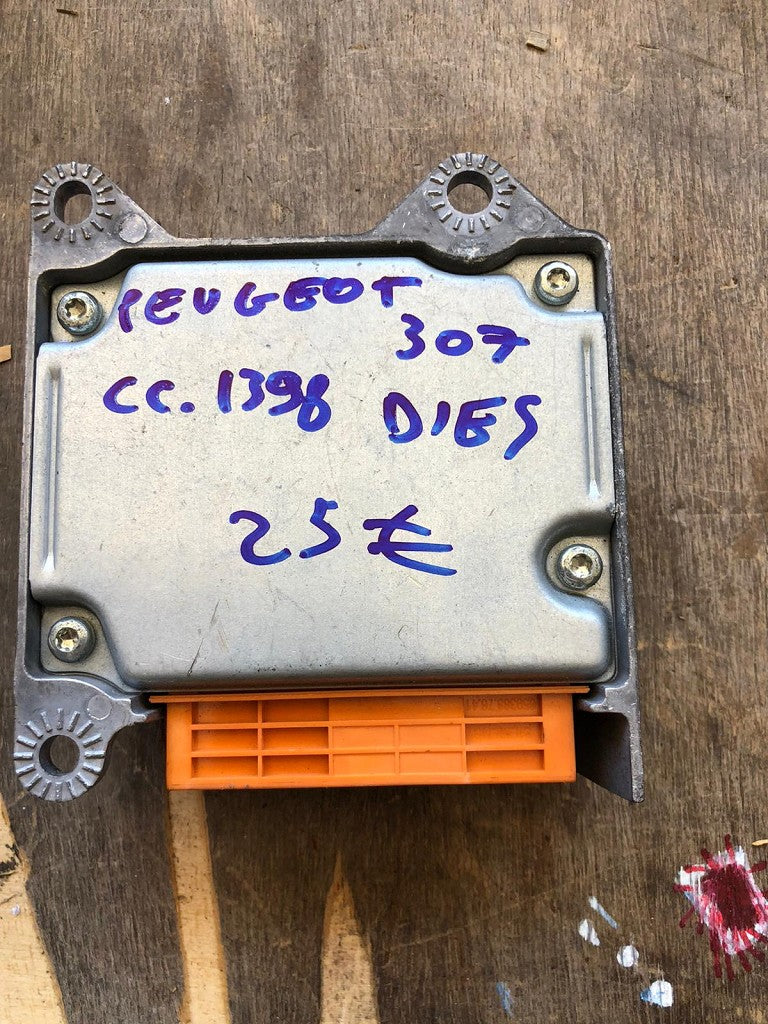 PEUGEOT
307
CC. 1398 DIES
25 €